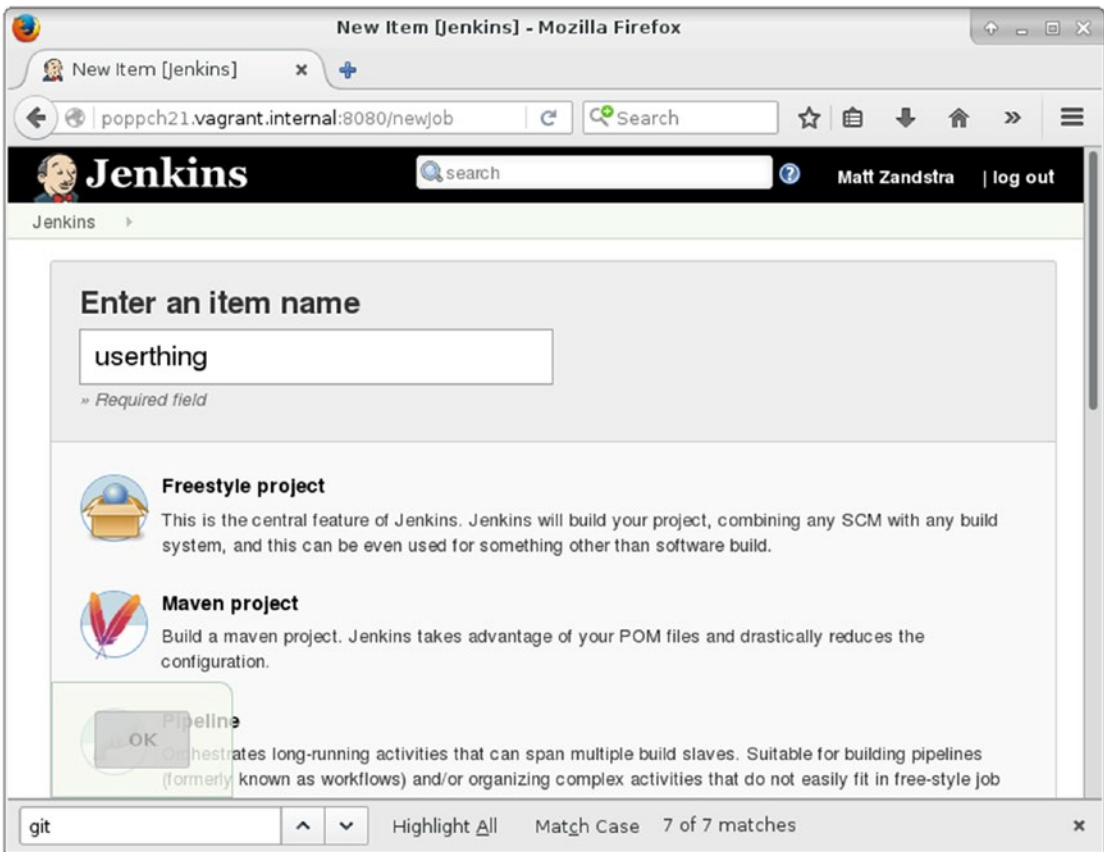 New Item [Jenkins] - Mozilla Firefox
New Item [Jenkins]
poppch21.vagrant.internal:8080/newJob
Search
Jenkins
search
Matt Zandstra
| log out
Jenkins
Enter an item name
userthing
» Required field
Freestyle project
This is the central feature of Jenkins. Jenkins will build your project, combining any SCM with any build
system, and this can be even used for something other than software build.
Maven project
Build a maven project. Jenkins takes advantage of your POM files and drastically reduces the
configuration.
Pipeline
OK
Orchestrates long-running activities that can span multiple build slaves. Suitable for building pipelines
(formerly known as workflows) and/or organizing complex activities that do not easily fit in free-style job
git
Highlight All
Match Case
7 of 7 matches